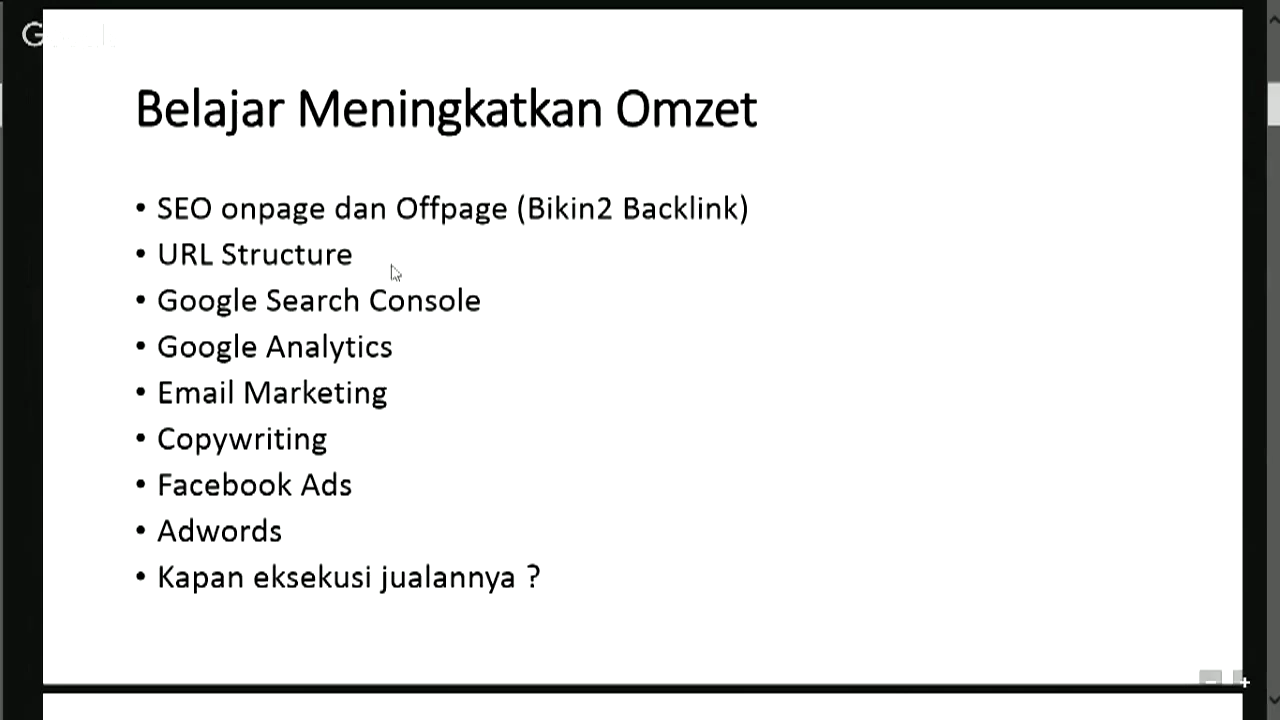 Belajar Meningkatkan Omzet
• SEO onpage dan Offpage (Bikin2 Backlink)
• URL Structure
• Google Search Console
• Google Analytics
• Email Marketing
• Copywriting
• Facebook Ads
• Adwords
• Kapan eksekusi jualannya ?